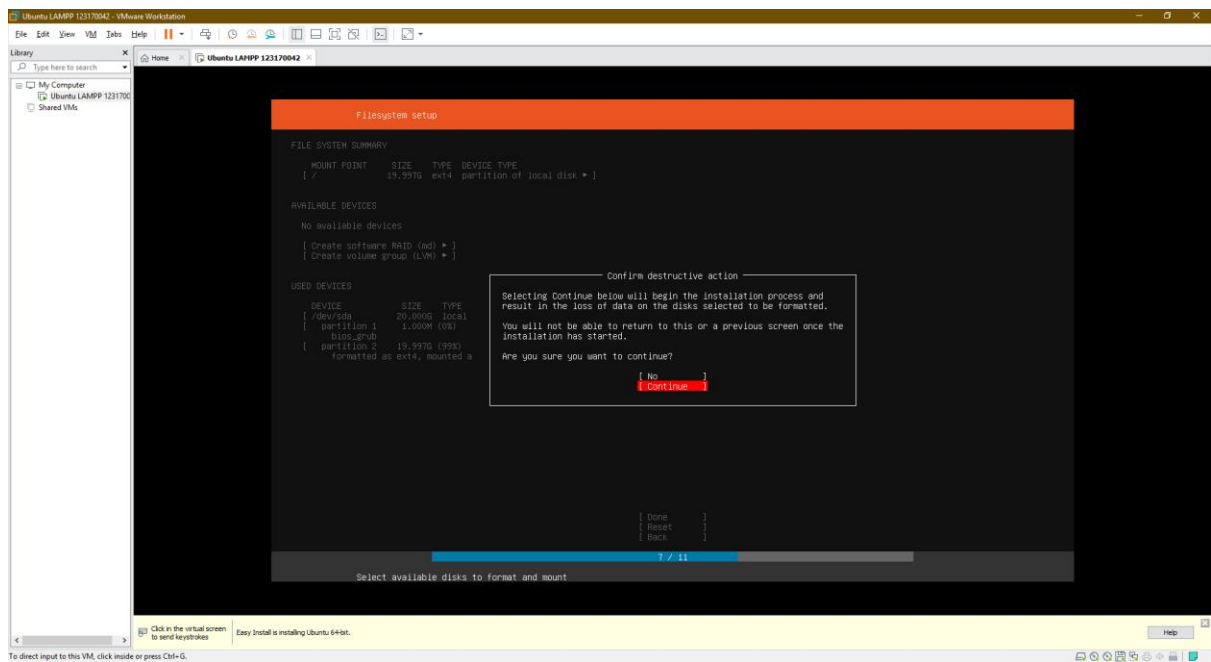 Ubuntu LAMPP 123170042 - VMware Workstation
File Edit View VM Tabs Help
Library
Home
Ubuntu LAMPP 123170042
Type here to search
My Computer
Ubuntu LAMPP 1231700
Shared VMs
Filesystem setup
FILE SYSTEM SUMMARY
MOUNT POINT SIZE TYPE DEVICE TYPE
[ / 19.997G ext4 partition of local disk ▸ ]
AVAILABLE DEVICES
No available devices
[ Create software RAID (md) ▸ ]
[ Create volume group (LVM) ▸ ]
USED DEVICES
DEVICE SIZE TYPE
[ /dev/sda 20.000G local
[ partition 1 1.000M (0%)
bios_grub
[ partition 2 19.997G (99%)
formatted as ext4, mounted a
Confirm destructive action
Selecting Continue below will begin the installation process and
result in the loss of data on the disks selected to be formatted.
You will not be able to return to this or a previous screen once the
installation has started.
Are you sure you want to continue?
[ No ]
[ Continue ]
[ Done ]
[ Reset ]
[ Back ]
7 / 11
Select available disks to format and mount
Click in the virtual screen
to send keystrokes
Easy Install is installing Ubuntu 64-bit.
Help
To direct input to this VM, click inside or press Ctrl+G.